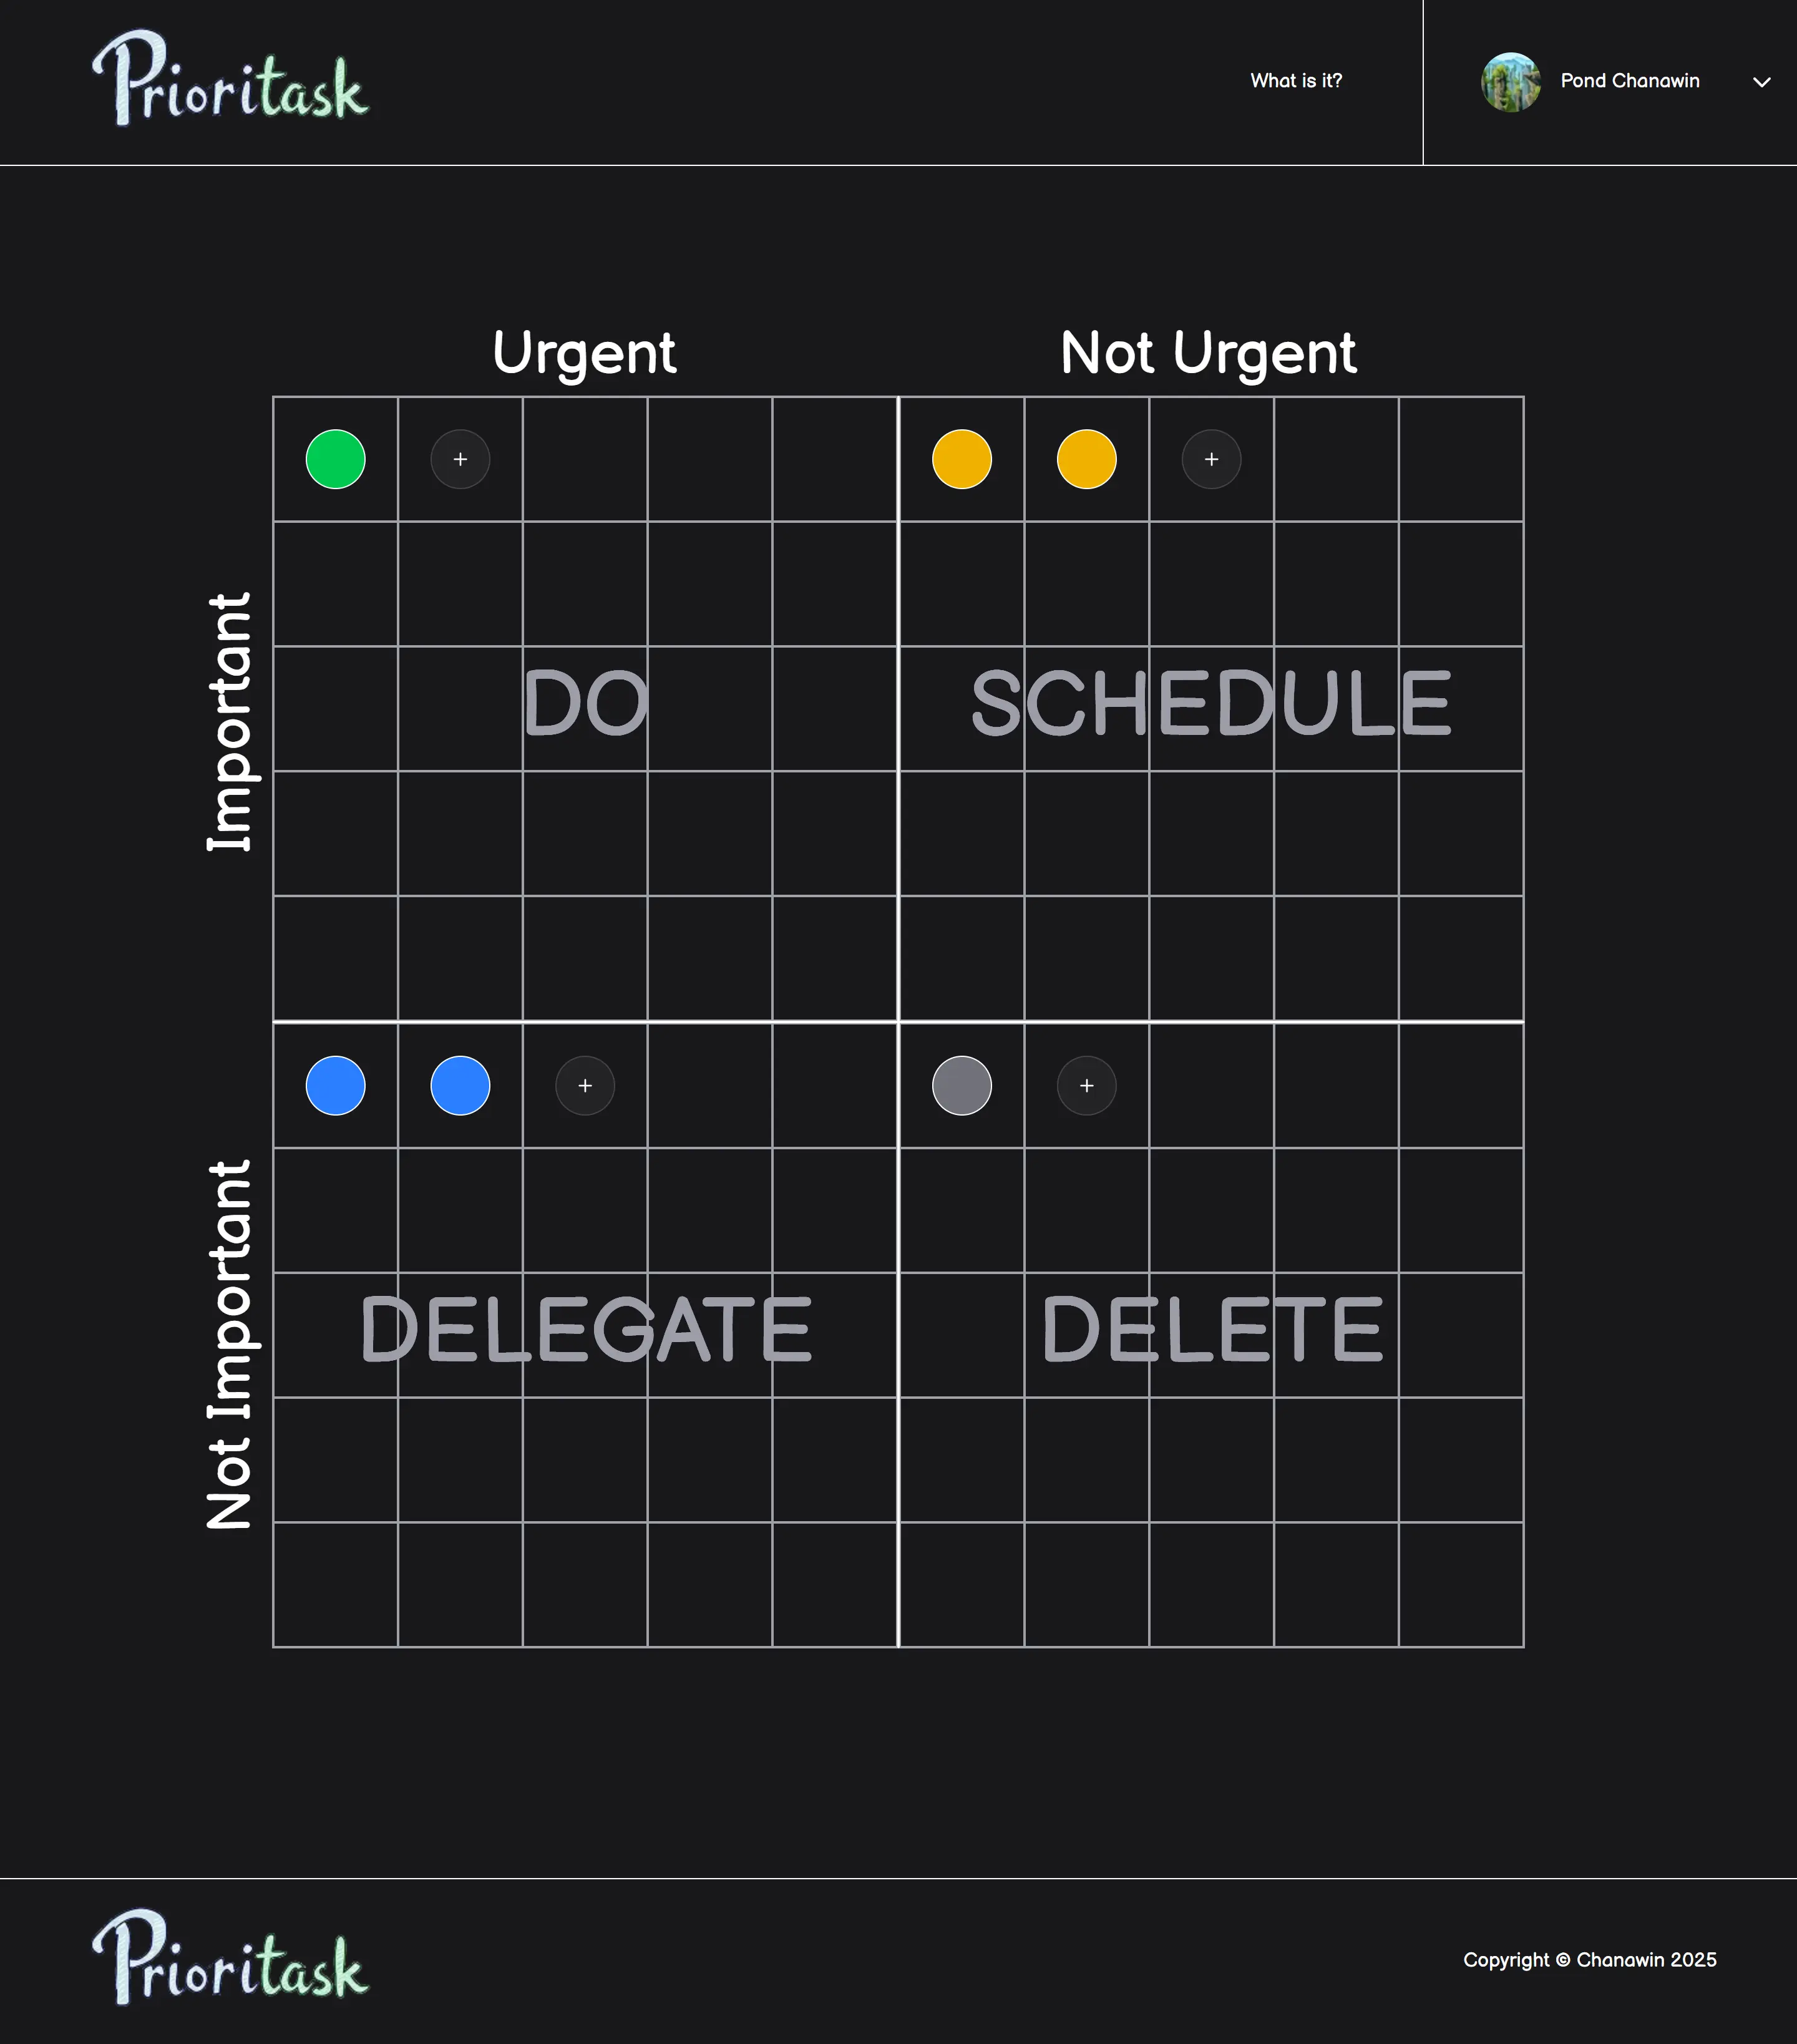 Prioritask
What is it?
Pond Chanawin
Urgent
Not Urgent
Important
+
+
DO
SCHEDULE
Not Important
+
+
DELEGATE
DELETE
Prioritask
Copyright © Chanawin 2025